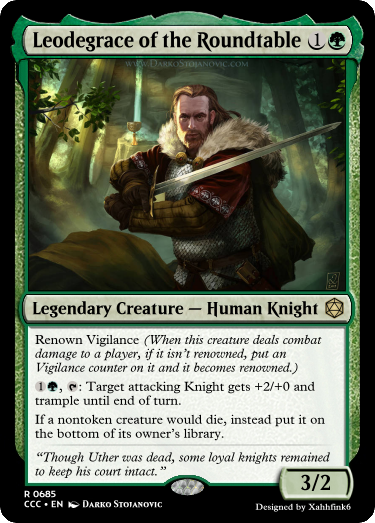 Leodegrace of the Roundtable 1
www.DarkoStojanovic.com
Legendary Creature — Human Knight
Renown Vigilance (When this creature deals combat
damage to a player, if it isn't renowned, put an
Vigilance counter on it and it becomes renowned.)
1, : Target attacking Knight gets +2/+0 and
trample until end of turn.
If a nontoken creature would die, instead put it on
the bottom of its owner's library.
"Though Uther was dead, some loyal knights remained
to keep his court intact."
3/2
R 0685
CCC • EN Darko Stojanovic
Designed by Xahhfink6